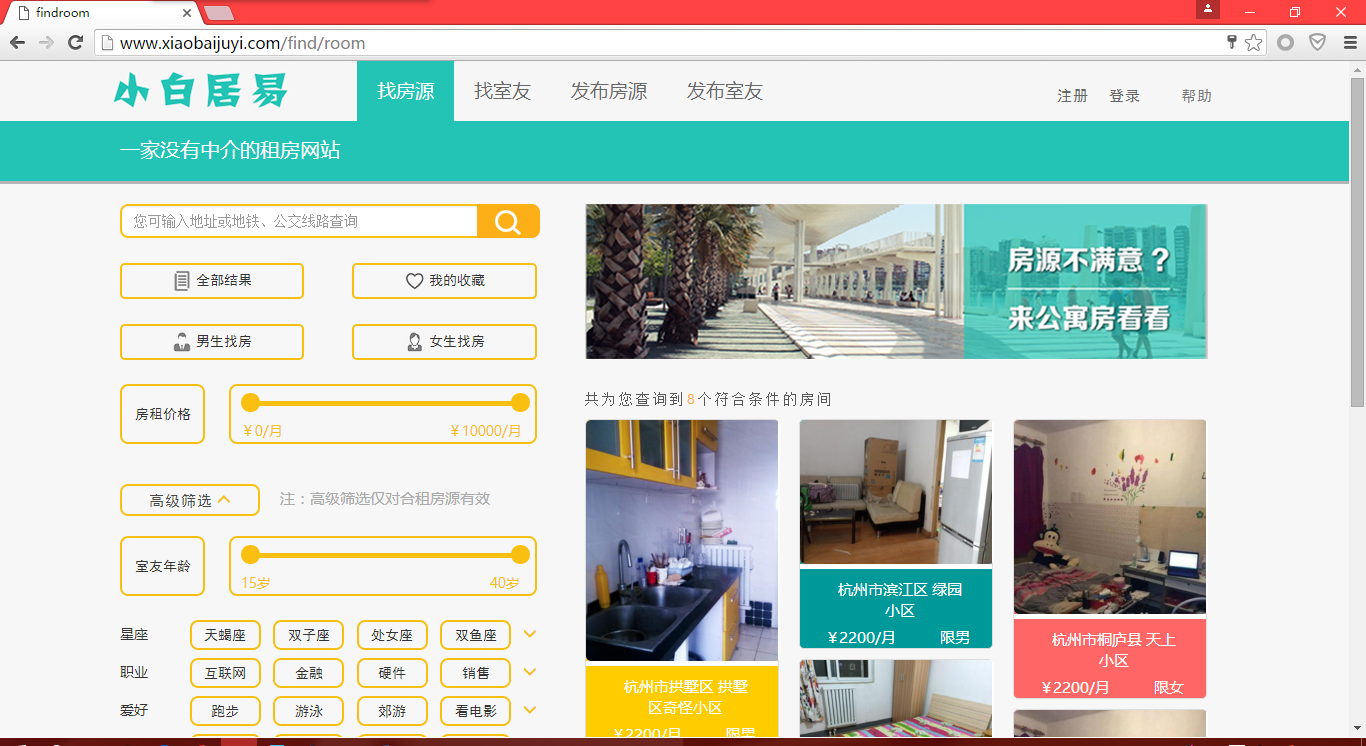 findroom
www.xiaobaijuyi.com/find/room
小白居易
找房源 找室友 发布房源 发布室友
注册 登录 帮助
一家没有中介的租房网站
您可输入地址或地铁、公交线路查询
全部结果 我的收藏
男生找房 女生找房
房租价格
￥0/月 ￥10000/月
高级筛选 注：高级筛选仅对合租房源有效
室友年龄
15岁 40岁
星座 天蝎座 双子座 处女座 双鱼座
职业 互联网 金融 硬件 销售
爱好 跑步 游泳 郊游 看电影
房源不满意？
来公寓房看看
共为您查询到8个符合条件的房间
杭州市拱墅区 拱墅
区奇怪小区
￥2200/月 限男
杭州市滨江区 绿园
小区
￥2200/月 限男
杭州市桐庐县 天上
小区
￥2200/月 限女